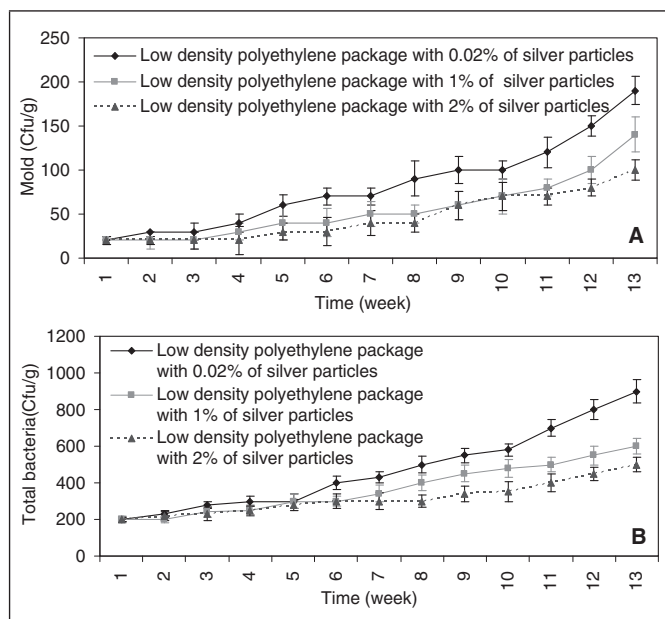 250
200
150
100
50
0
Mold (Cfu/g)
Low density polyethylene package with 0.02% of silver particles
Low density polyethylene package with 1% of silver particles
Low density polyethylene package with 2% of silver particles
A
1 2 3 4 5 6 7 8 9 10 11 12 13
Time (week)
1200
1000
800
600
400
200
0
Total bacteria(Cfu/g)
Low density polyethylene package
with 0.02% of silver particles
Low density polyethylene package
with 1% of silver particles
Low density polyethylene package
with 2% of silver particles
B
1 2 3 4 5 6 7 8 9 10 11 12 13
Time (week)